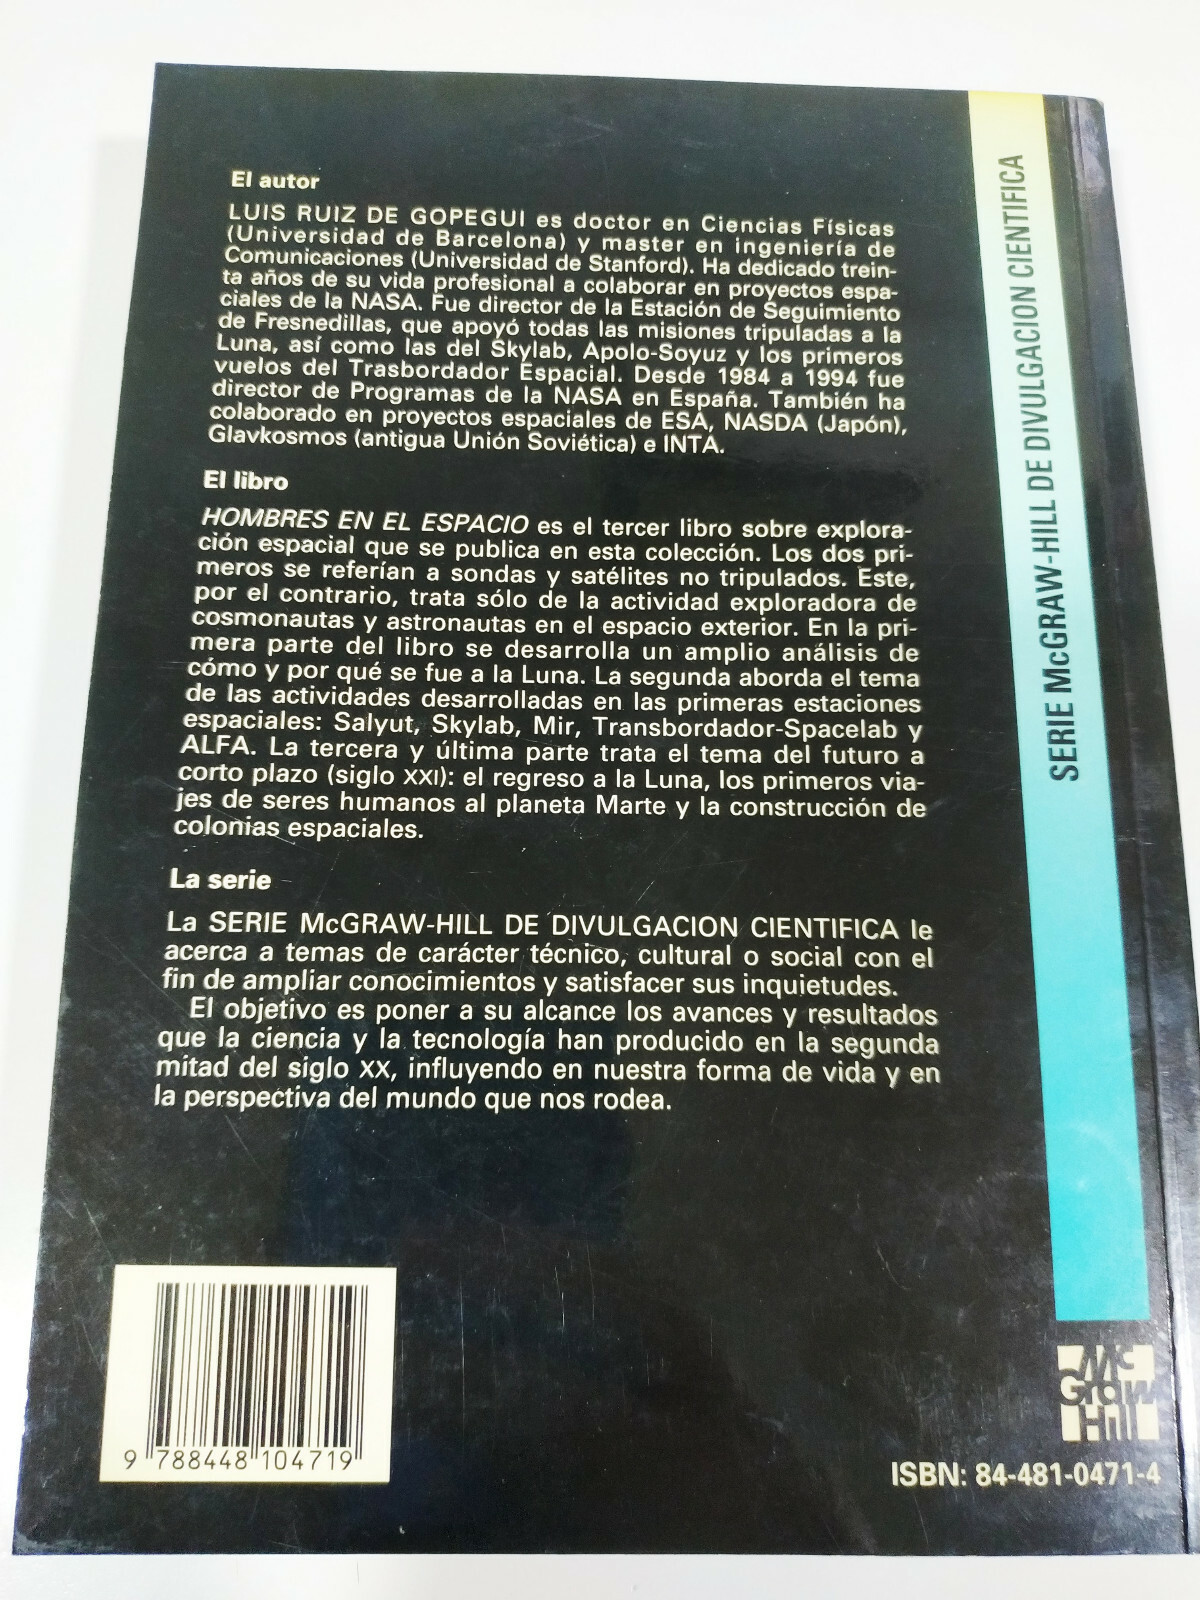 El autor
LUIS RUIZ DE GOPEGUI es doctor en Ciencias Físicas
(Universidad de Barcelona) y master en ingeniería de
Comunicaciones (Universidad de Stanford). Ha dedicado trein-
ta años de su vida profesional a colaborar en proyectos espa-
ciales de la NASA. Fue director de la Estación de Seguimiento
de Fresnedillas, que apoyó todas las misiones tripuladas a la
Luna, así como las del Skylab, Apolo-Soyuz y los primeros
vuelos del Trasbordador Espacial. Desde 1984 a 1994 fue
director de Programas de la NASA en España. También ha
colaborado en proyectos espaciales de ESA, NASDA (Japón),
Glavkosmos (antigua Unión Soviética) e INTA.
El libro
HOMBRES EN EL ESPACIO es el tercer libro sobre explora-
ción espacial que se publica en esta colección. Los dos pri-
meros se referían a sondas y satélites no tripulados. Este,
por el contrario, trata sólo de la actividad exploradora de
cosmonautas y astronautas en el espacio exterior. En la pri-
mera parte del libro se desarrolla un amplio análisis de
cómo y por qué se fue a la Luna. La segunda aborda el tema
de las actividades desarrolladas en las primeras estaciones
espaciales: Salyut, Skylab, Mir, Transbordador-Spacelab y
ALFA. La tercera y última parte trata el tema del futuro a
corto plazo (siglo XXI): el regreso a la Luna, los primeros via-
jes de seres humanos al planeta Marte y la construcción de
colonias espaciales.
La serie
La SERIE McGRAW-HILL DE DIVULGACION CIENTIFICA le
acerca a temas de carácter técnico, cultural o social con el
fin de ampliar conocimientos y satisfacer sus inquietudes.
El objetivo es poner a su alcance los avances y resultados
que la ciencia y la tecnología han producido en la segunda
mitad del siglo XX, influyendo en nuestra forma de vida y en
la perspectiva del mundo que nos rodea.
SERIE McGRAW-HILL DE DIVULGACION CIENTIFICA
Mc
Graw
Hill
9 788448 104719
ISBN: 84-481-0471-4